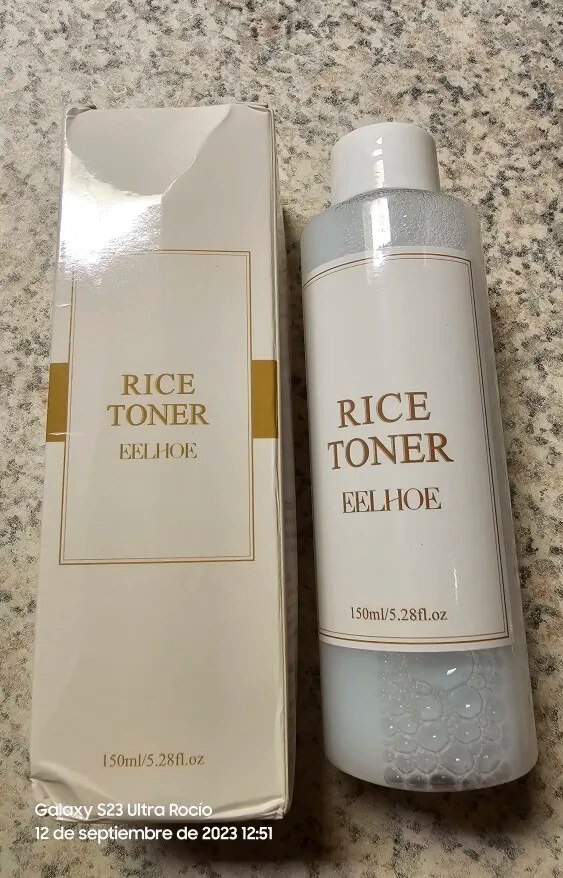 RICE
TONER
EELHOE
150ml/5.28fl.oz
RICE
TONER
EELHOE
150ml/5.28fl.oz
Galaxy S23 Ultra Rocío
12 de septiembre de 2023 12:51